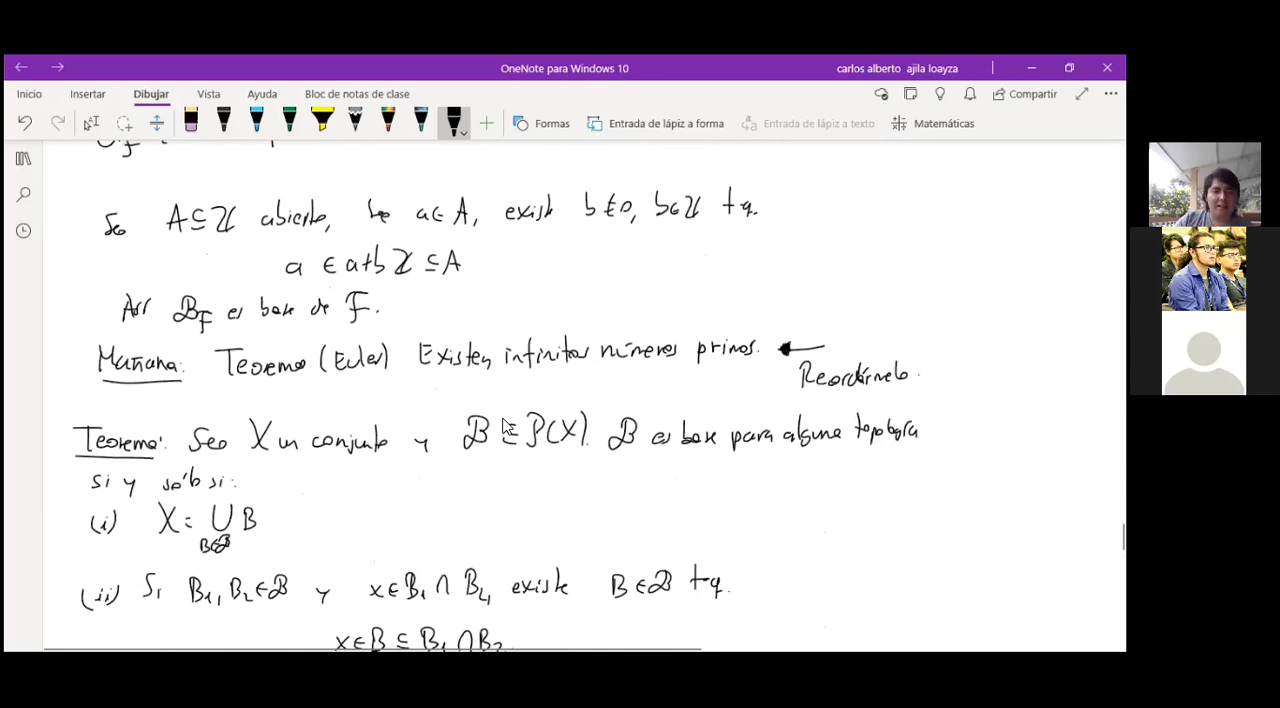 OneNote para Windows 10
carlos alberto ajila loayza
Inicio Insertar Dibujar Vista Ayuda Bloc de notas de clase
Compartir
Formas Entrada de lápiz a forma Entrada de lápiz a texto Matemáticas
Sea A ⊆ ℤ abierto, a ∈ A, existe b ≠ 0, b ∈ ℤ tq.
a ∈ a+bℤ ⊆ A
Así 𝓑_F es base de F.
Mañana: Teorema (Euler) Existen infinitos números primos. ←
Recordármelo.
Teorema: Sea X un conjunto y 𝓑 ⊆ 𝒫(X). 𝓑 es base para alguna topología
si y sólo si:
(i) X = ⋃_{B∈𝓑} B
(ii) Si B₁, B₂ ∈ 𝓑 y x ∈ B₁ ∩ B₂, existe B ∈ 𝓑 tq.
x ∈ B ⊆ B₁ ∩ B₂